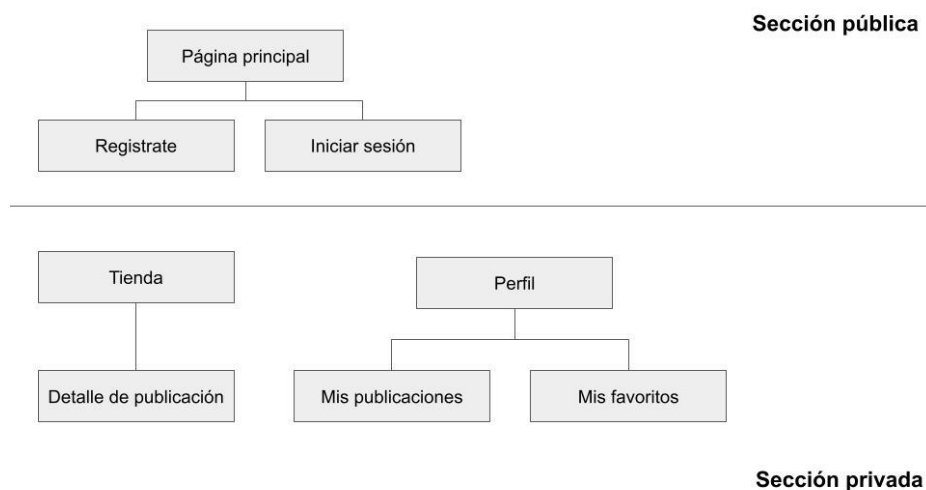 Sección pública
Página principal
Registrate
Iniciar sesión
Tienda
Perfil
Detalle de publicación
Mis publicaciones
Mis favoritos
Sección privada